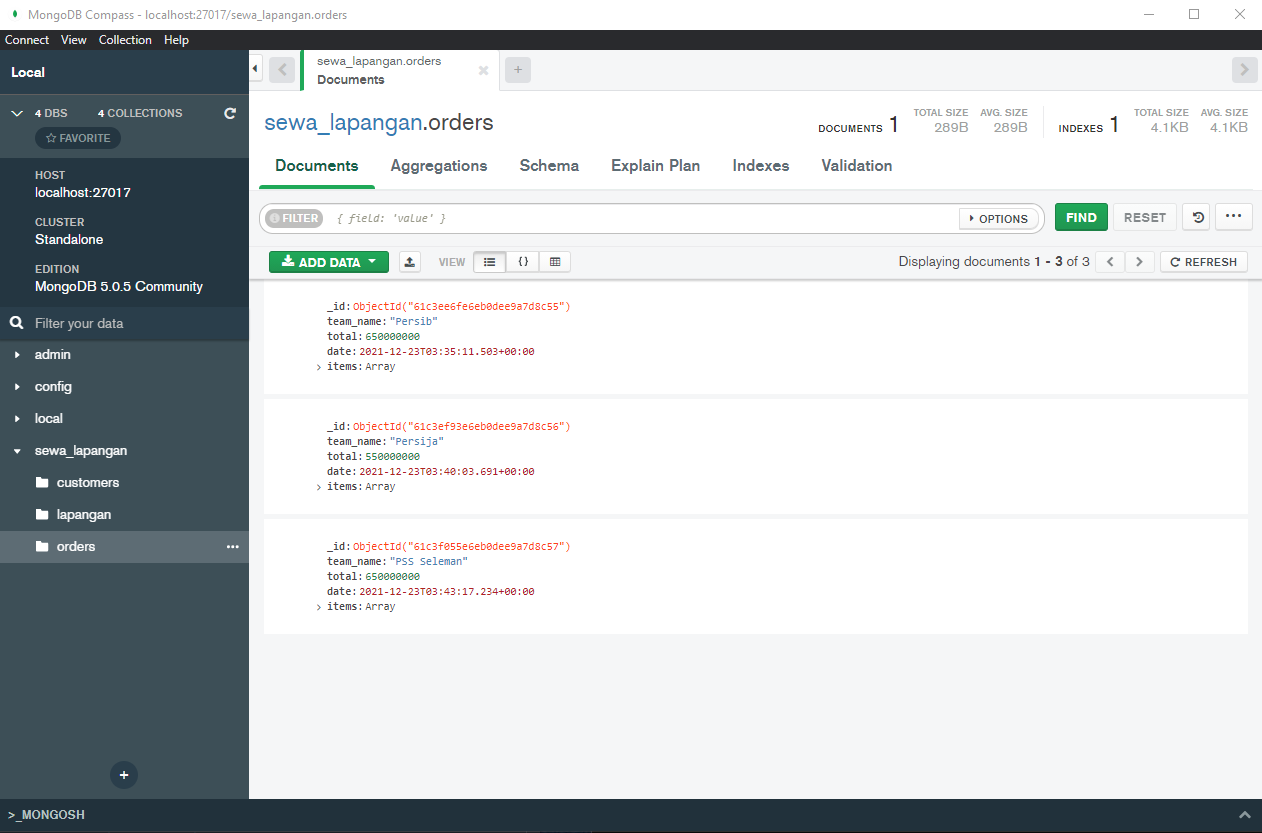 MongoDB Compass - localhost:27017/sewa_lapangan.orders
Connect View Collection Help
Local
4 DBS 4 COLLECTIONS
FAVORITE
HOST
localhost:27017
CLUSTER
Standalone
EDITION
MongoDB 5.0.5 Community
Filter your data
admin
config
local
sewa_lapangan
customers
lapangan
orders
>_MONGOSH
sewa_lapangan.orders
Documents
sewa_lapangan.orders
DOCUMENTS 1 TOTAL SIZE 289B AVG. SIZE 289B INDEXES 1 TOTAL SIZE 4.1KB AVG. SIZE 4.1KB
Documents Aggregations Schema Explain Plan Indexes Validation
FILTER { field: 'value' } OPTIONS FIND RESET
ADD DATA VIEW {} Displaying documents 1 - 3 of 3 REFRESH
_id: ObjectId("61c3ee6fe6eb0dee9a7d8c55")
team_name: "Persib"
total: 650000000
date: 2021-12-23T03:35:11.503+00:00
items: Array
_id: ObjectId("61c3ef93e6eb0dee9a7d8c56")
team_name: "Persija"
total: 550000000
date: 2021-12-23T03:40:03.691+00:00
items: Array
_id: ObjectId("61c3f055e6eb0dee9a7d8c57")
team_name: "PSS Seleman"
total: 650000000
date: 2021-12-23T03:43:17.234+00:00
items: Array